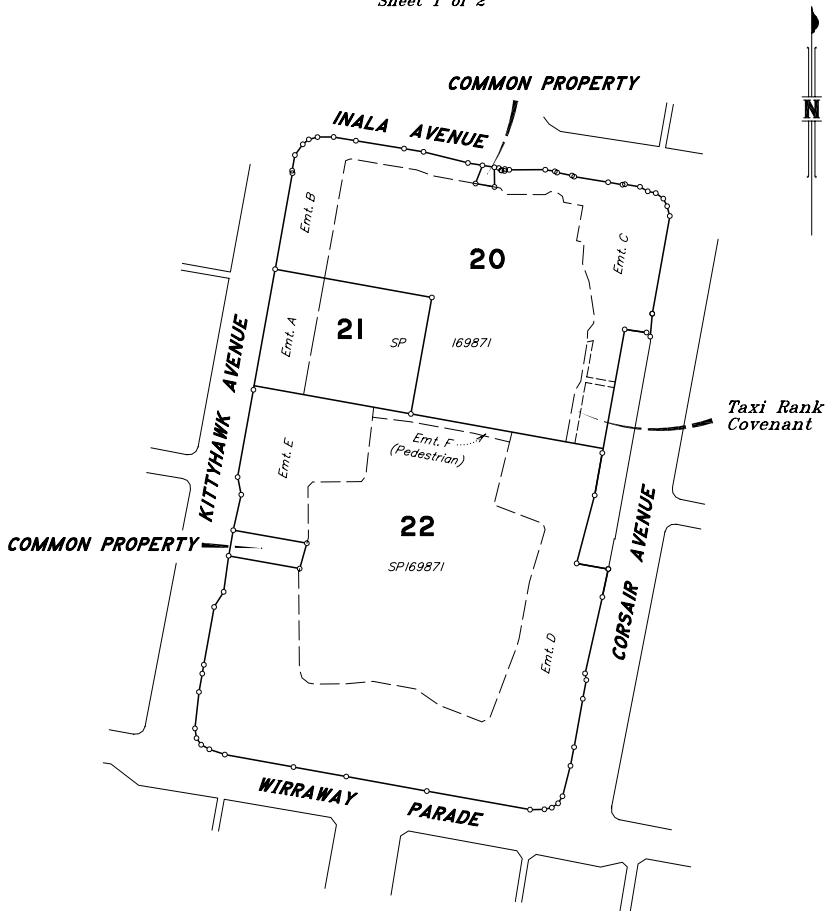 Sheet 1 of 2
COMMON PROPERTY
INALA AVENUE
N
Emt. B
Emt. C
20
21
SP 169871
Emt. A
KITTYHAWK AVENUE
Taxi Rank
Covenant
Emt. F
(Pedestrian)
Emt. E
22
SP169871
COMMON PROPERTY
CORSAIR AVENUE
Emt. D
WIRRAWAY PARADE